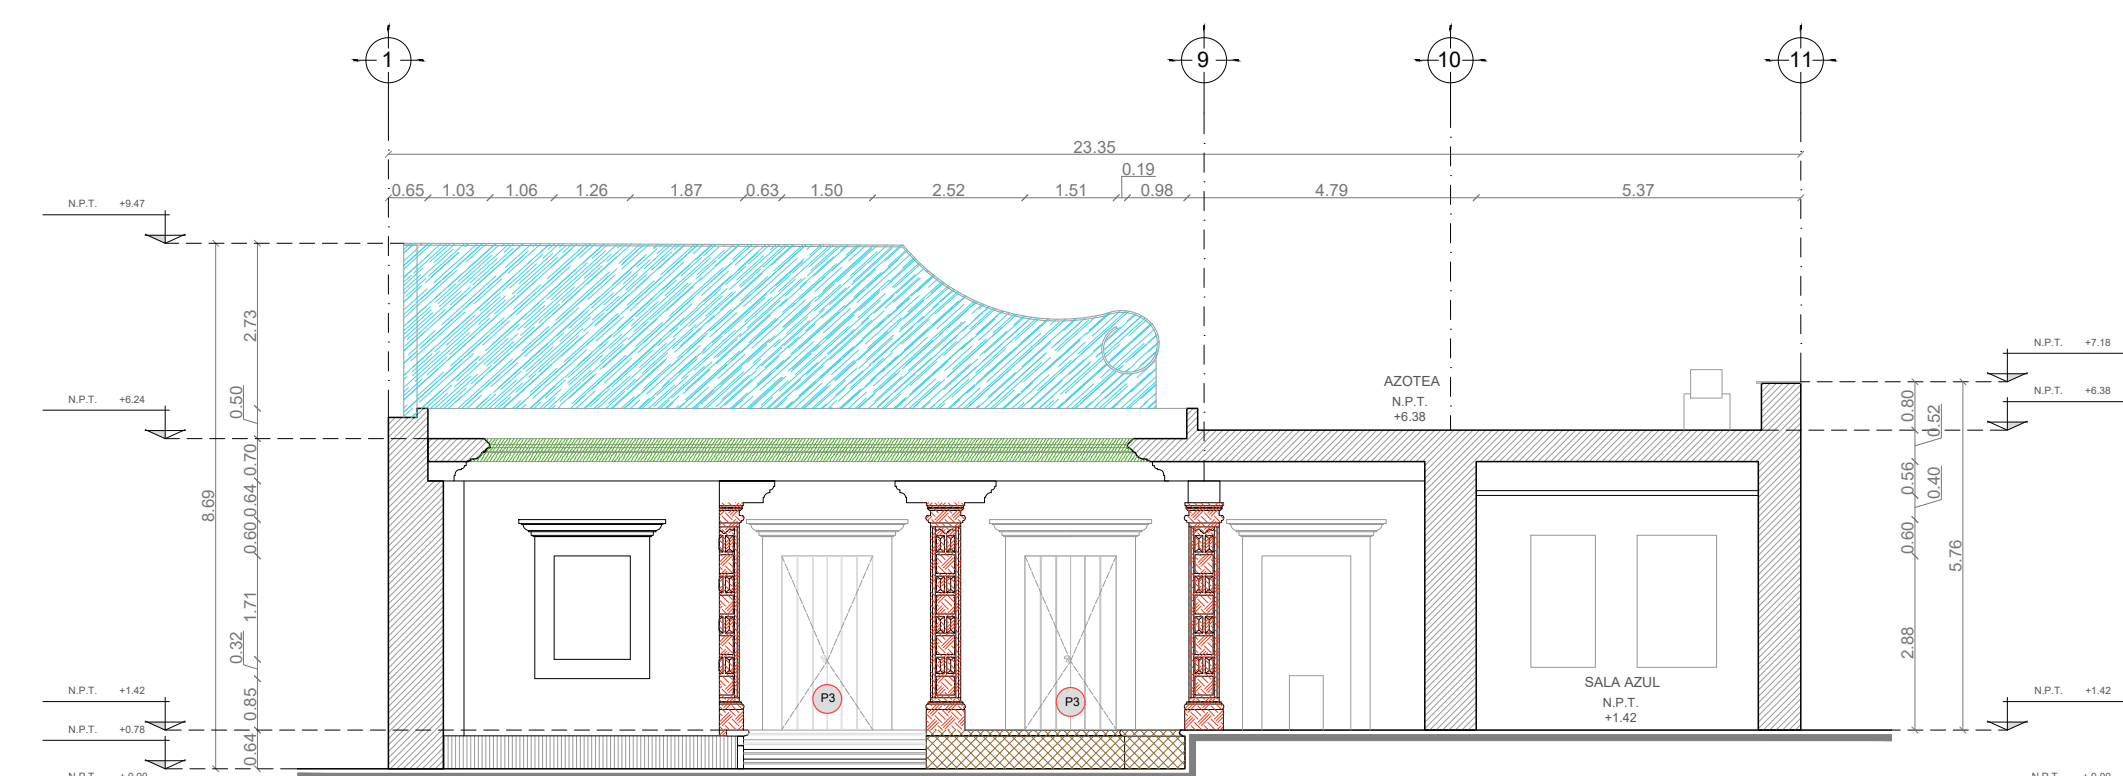 1 9 10 11
23.35
0.19
0.65 1.03 1.06 1.26 1.87 0.63 1.50 2.52 1.51 0.98 4.79 5.37
N.P.T. +9.47
2.73
N.P.T. +7.18
AZOTEA
N.P.T.
+6.38
N.P.T. +6.24
N.P.T. +6.38
0.50
0.80
0.52
0.70
0.56
0.40
0.64
8.69
0.60
0.60
5.76
1.71
0.32
2.88
SALA AZUL
N.P.T.
+1.42
P3
P3
N.P.T. +1.42
N.P.T. +1.42
0.85
N.P.T. +0.78
0.64
N.P.T. +0.00
N.P.T. +0.00